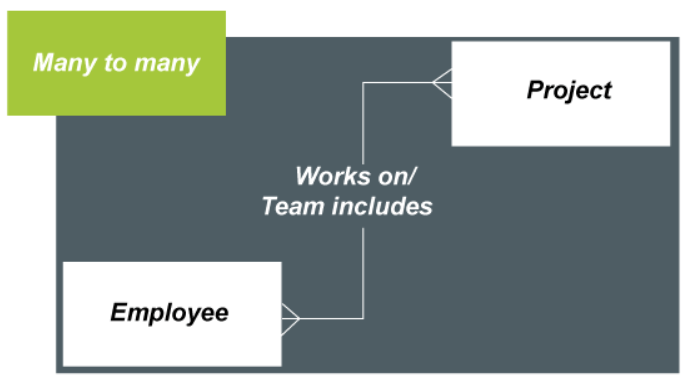 Many to many
Project
Works on/
Team includes
Employee